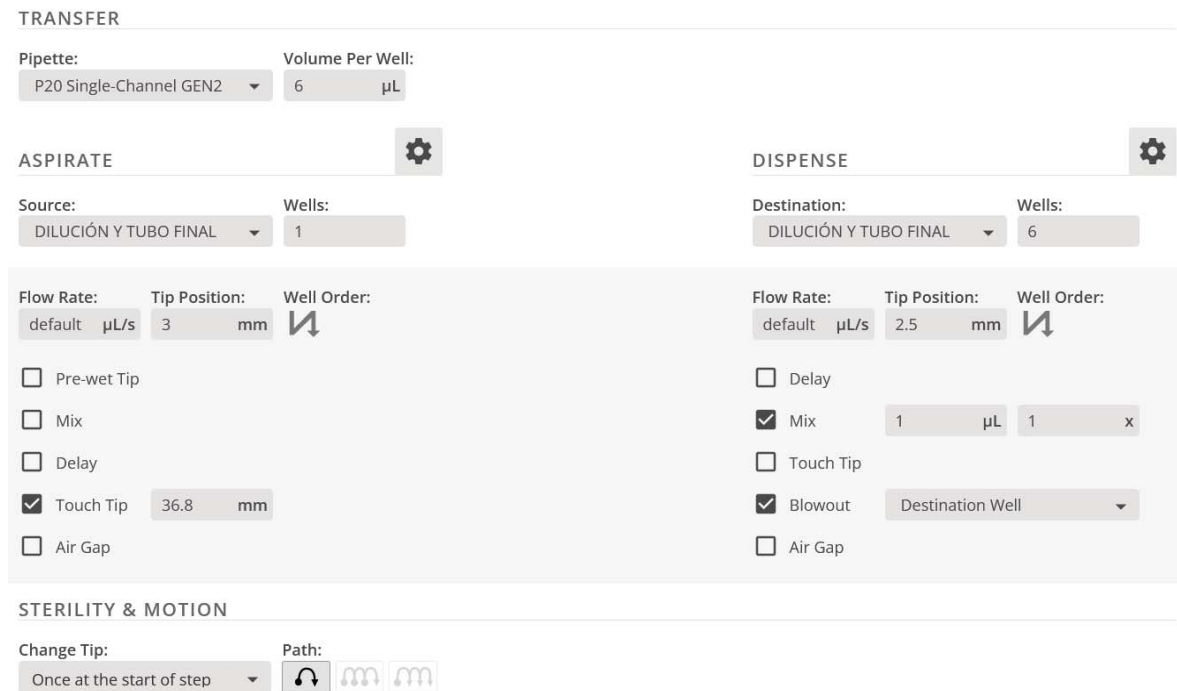 TRANSFER
Pipette: Volume Per Well:
P20 Single-Channel GEN2 6 µL
ASPIRATE DISPENSE
Source: Wells: Destination: Wells:
DILUCIÓN Y TUBO FINAL 1 DILUCIÓN Y TUBO FINAL 6
Flow Rate: Tip Position: Well Order: Flow Rate: Tip Position: Well Order:
default µL/s 3 mm default µL/s 2.5 mm
Pre-wet Tip Delay
Mix Mix 1 µL 1 x
Delay Touch Tip
Touch Tip 36.8 mm Blowout Destination Well
Air Gap Air Gap
STERILITY & MOTION
Change Tip: Path:
Once at the start of step